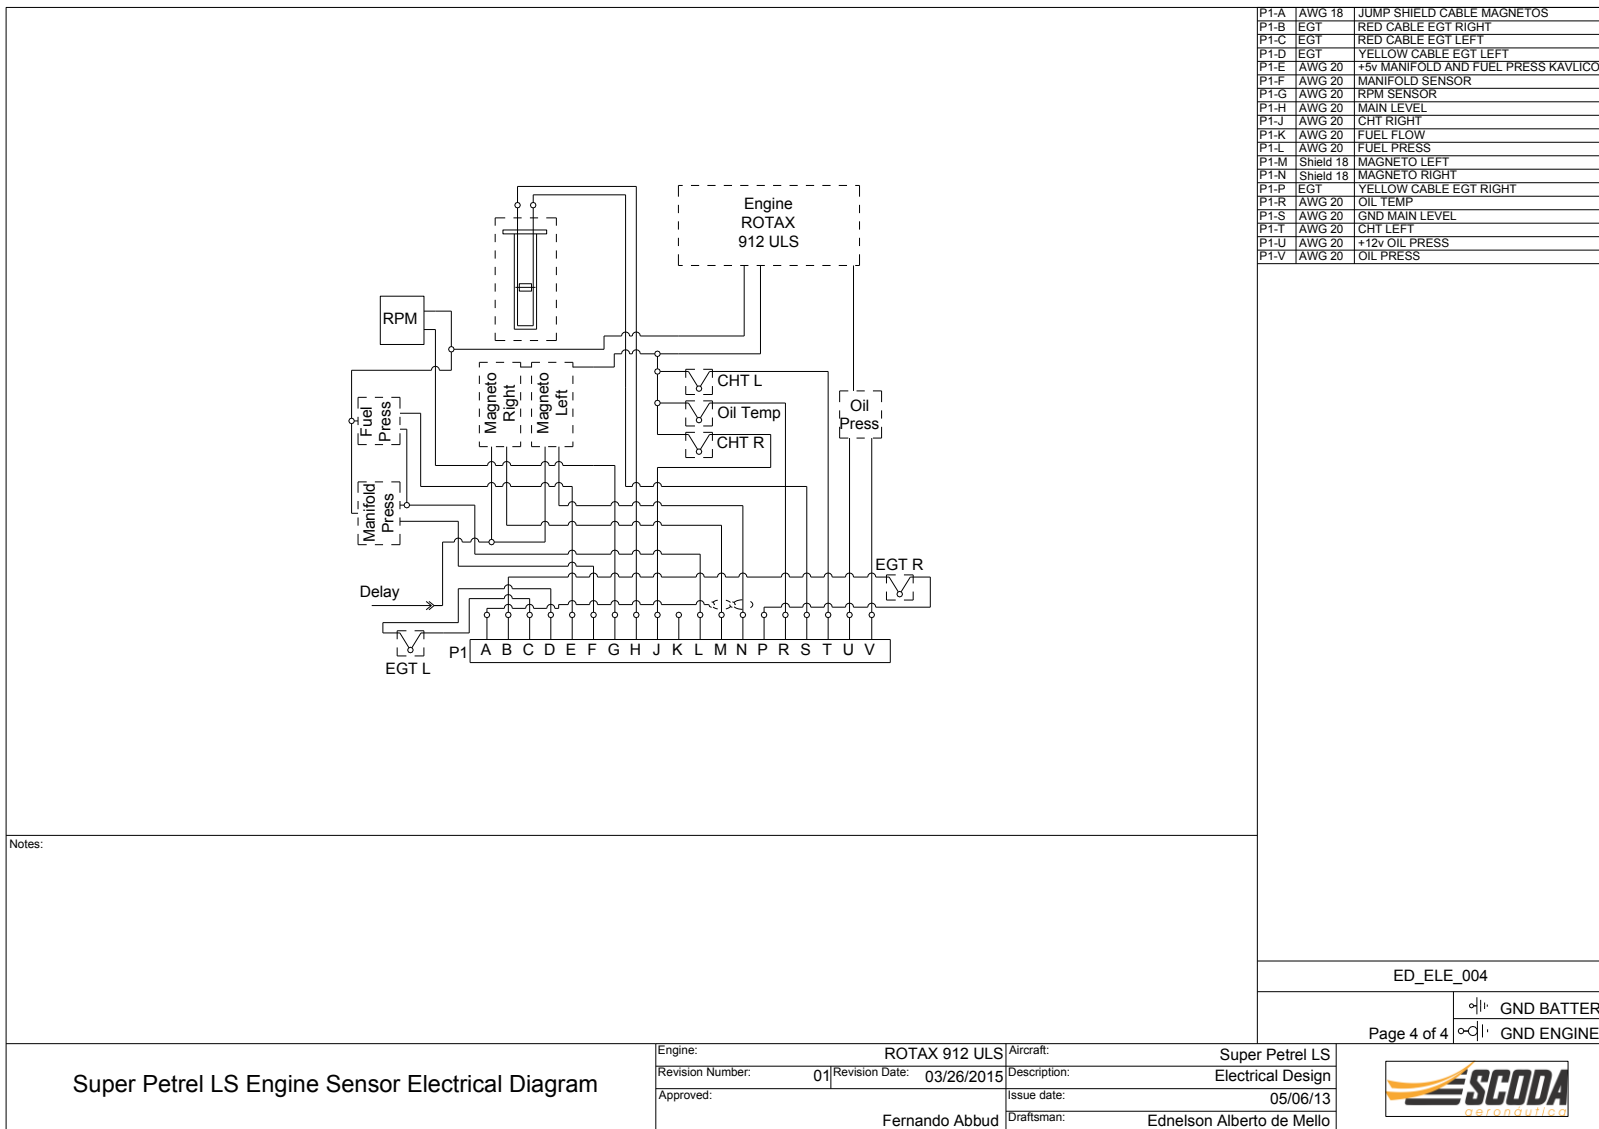 P1-A AWG 18 JUMP SHIELD CABLE MAGNETOS
P1-B EGT RED CABLE EGT RIGHT
P1-C EGT RED CABLE EGT LEFT
P1-D EGT YELLOW CABLE EGT LEFT
P1-E AWG 20 +5v MANIFOLD AND FUEL PRESS KAVLICO
P1-F AWG 20 MANIFOLD SENSOR
P1-G AWG 20 RPM SENSOR
P1-H AWG 20 MAIN LEVEL
P1-J AWG 20 CHT RIGHT
P1-K AWG 20 FUEL FLOW
P1-L AWG 20 FUEL PRESS
P1-M Shield 18 MAGNETO LEFT
P1-N Shield 18 MAGNETO RIGHT
P1-P EGT YELLOW CABLE EGT RIGHT
P1-R AWG 20 OIL TEMP
P1-S AWG 20 GND MAIN LEVEL
P1-T AWG 20 CHT LEFT
P1-U AWG 20 +12v OIL PRESS
P1-V AWG 20 OIL PRESS
Engine
ROTAX
912 ULS
RPM
Magneto
Right
Magneto
Left
CHT L
Oil Temp
CHT R
Oil
Press
Fuel
Press
Manifold
Press
Delay
EGT R
EGT L
P1 A B C D E F G H J K L M N P R S T U V
Notes:
ED_ELE_004
GND BATTER
Page 4 of 4
GND ENGINE
Super Petrel LS Engine Sensor Electrical Diagram
Engine: ROTAX 912 ULS
Aircraft: Super Petrel LS
Revision Number: 01
Revision Date: 03/26/2015
Description: Electrical Design
Approved: Fernando Abbud
Issue date: 05/06/13
Draftsman: Ednelson Alberto de Mello
SCODA
aeronáutica